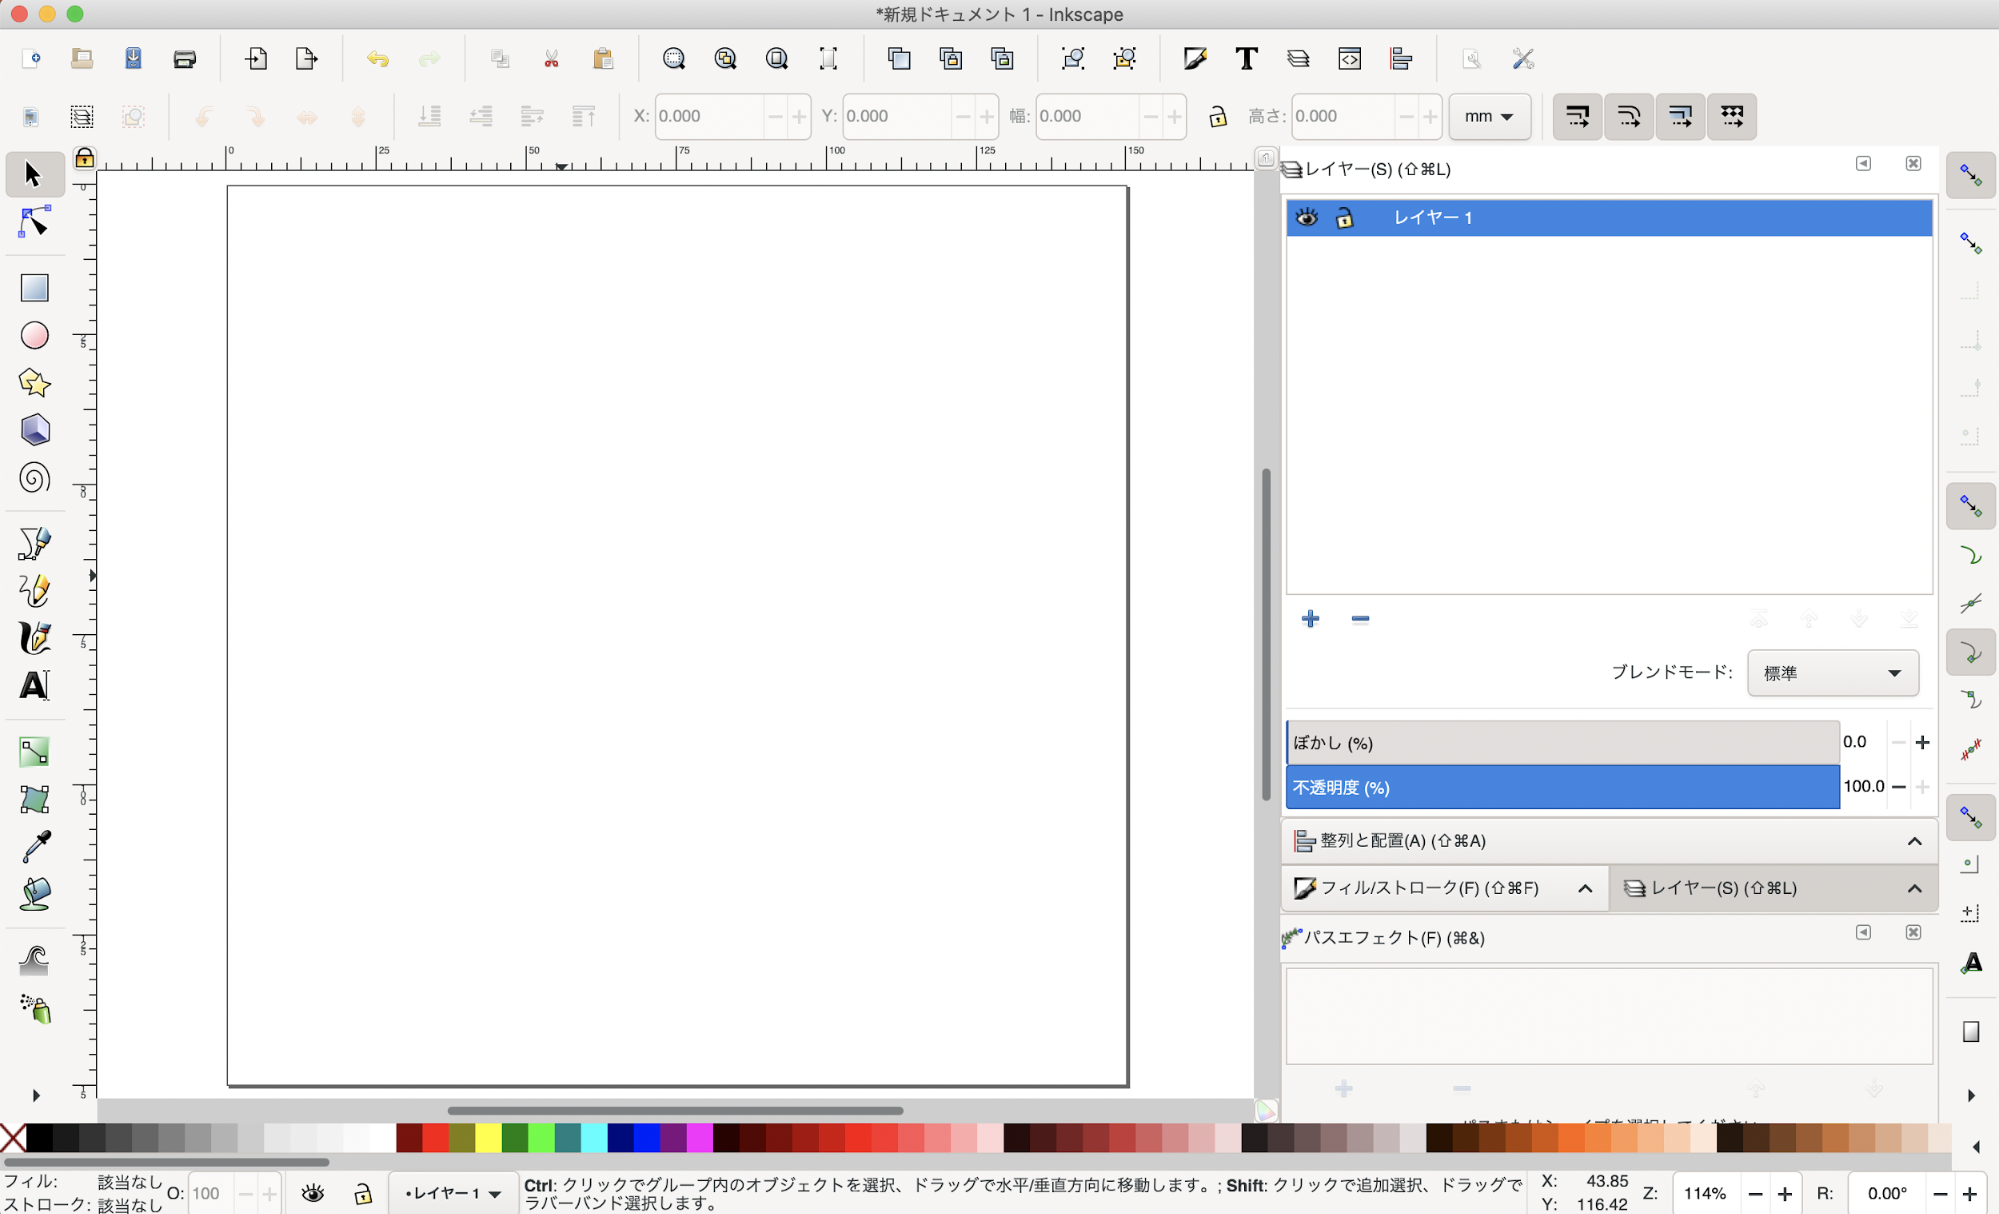 *新規ドキュメント 1 - Inkscape
X: 0.000 Y: 0.000 幅: 0.000 高さ: 0.000 mm
0 25 50 75 100 125 150
0
25
50
75
100
125
15
レイヤー(S) (⇧⌘L)
レイヤー 1
ブレンドモード: 標準
ぼかし (%) 0.0
不透明度 (%) 100.0
整列と配置(A) (⇧⌘A)
フィル/ストローク(F) (⇧⌘F) レイヤー(S) (⇧⌘L)
パスエフェクト(F) (⌘&)
フィル: 該当なし
ストローク: 該当なし
O: 100
•レイヤー 1
Ctrl: クリックでグループ内のオブジェクトを選択、ドラッグで水平/垂直方向に移動します。; Shift: クリックで追加選択、ドラッグで
ラバーバンド選択します。
X: 43.85
Y: 116.42
Z: 114%
R: 0.00°